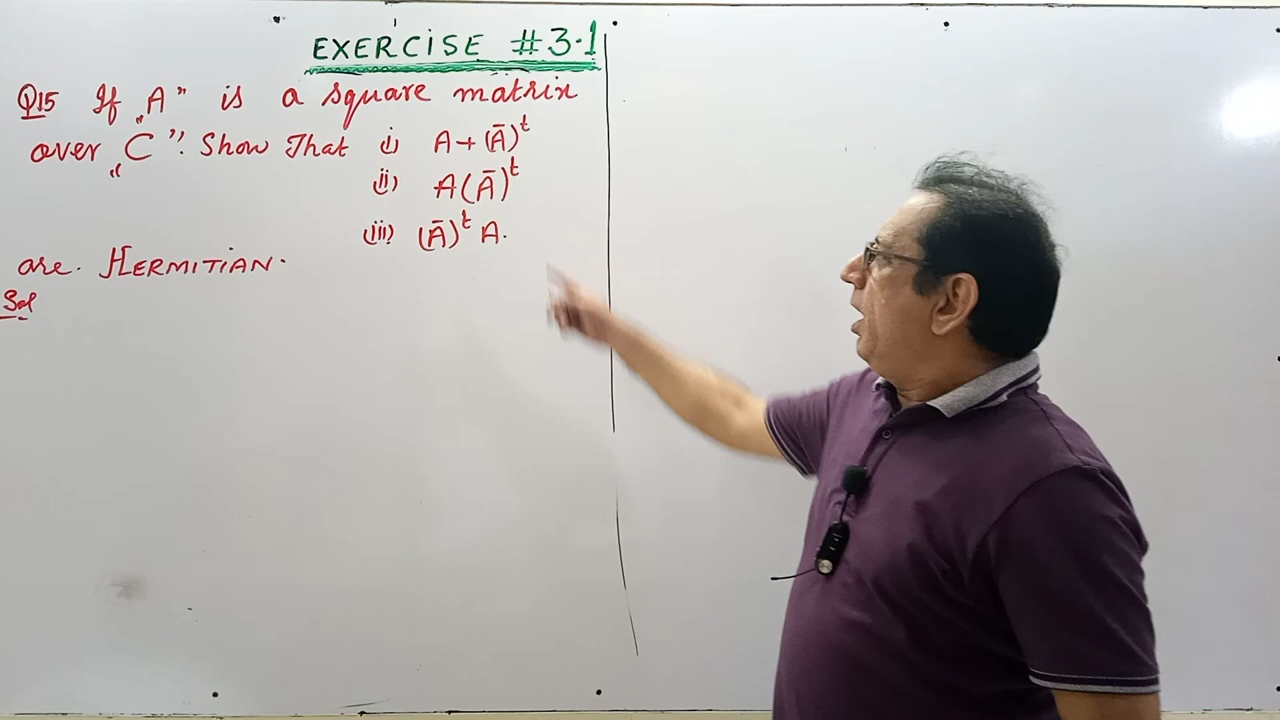 EXERCISE #3.1
Q15 If „A” is a square matrix
over „C”. Show That (i) A+(Ā)ᵗ
(ii) A(Ā)ᵗ
(iii) (Ā)ᵗ A.
are. HERMITIAN.
Sol